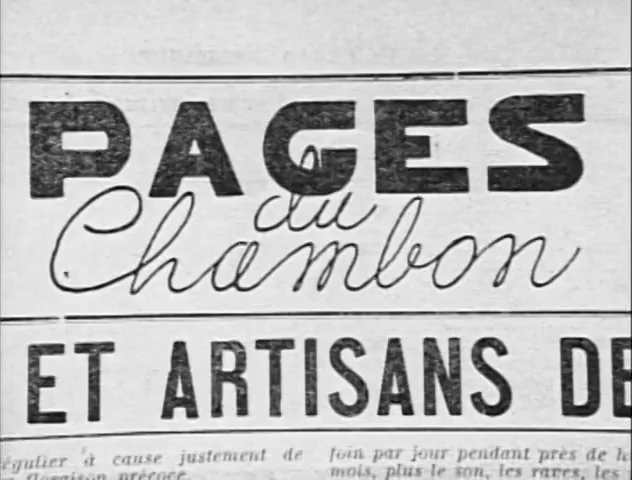 PAGES
du
Chambon
ET ARTISANS DE
égulier à cause justement de
floraison précoce.
foin par jour pendant près de
mois, plus le son, les raves, les